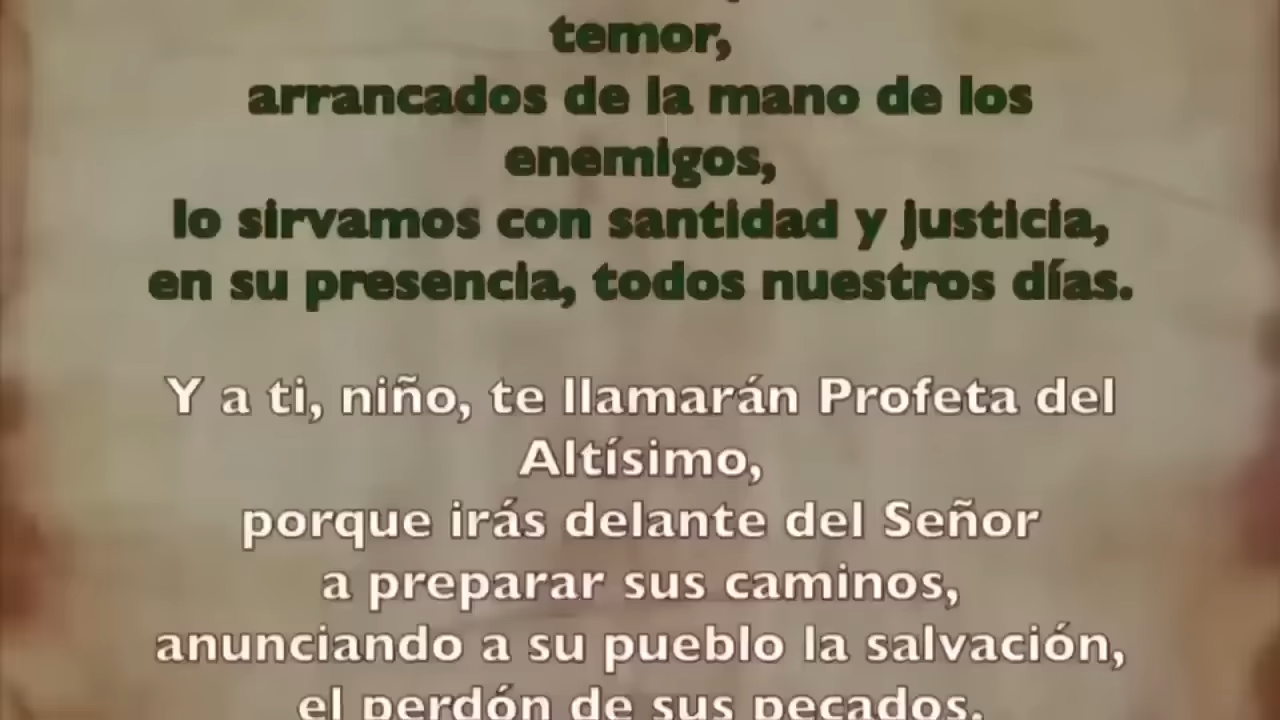 temor,
arrancados de la mano de los
enemigos,
lo sirvamos con santidad y justicia,
en su presencia, todos nuestros días.
Y a ti, niño, te llamarán Profeta del
Altísimo,
porque irás delante del Señor
a preparar sus caminos,
anunciando a su pueblo la salvación,
el perdón de sus pecados.